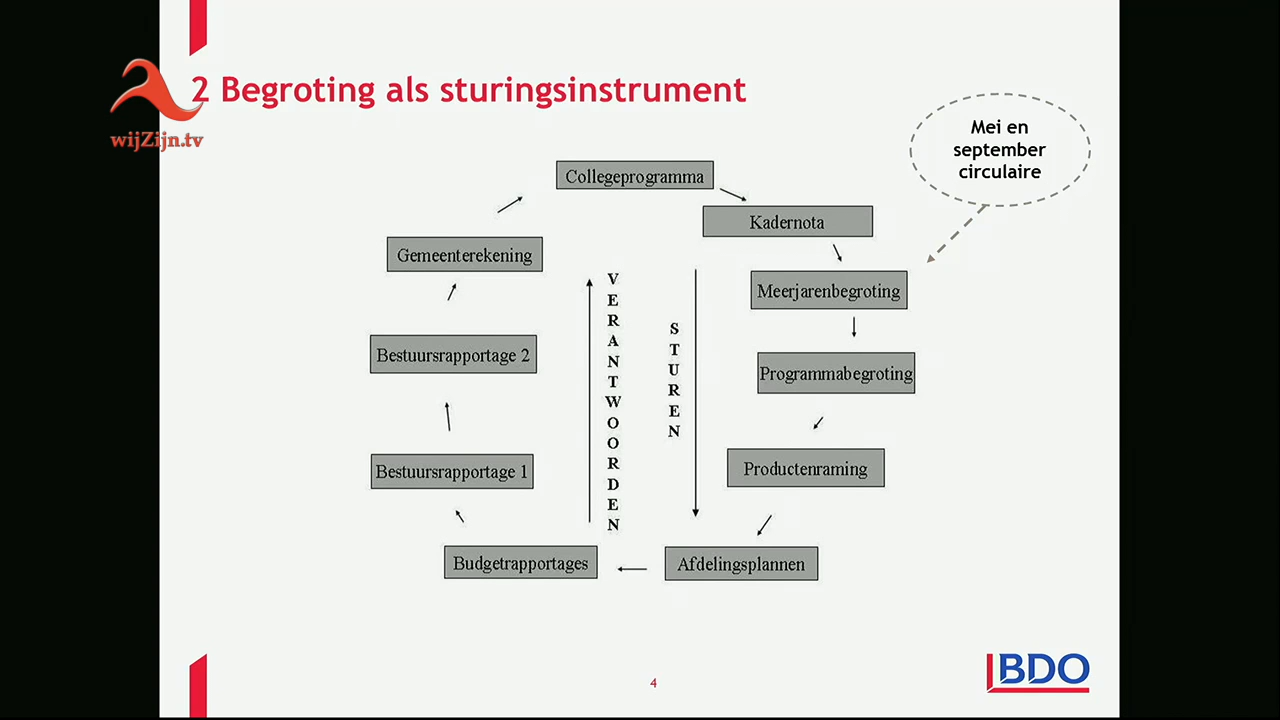 2 Begroting als sturingsinstrument
wijZijn.tv
Mei en
september
circulaire
Collegeprogramma
Kadernota
Gemeenterekening
Meerjarenbegroting
VERANTWOORDEN
STUREN
Bestuursrapportage 2
Programmabegroting
Bestuursrapportage 1
Productenraming
Budgetrapportages
Afdelingsplannen
4
BDO